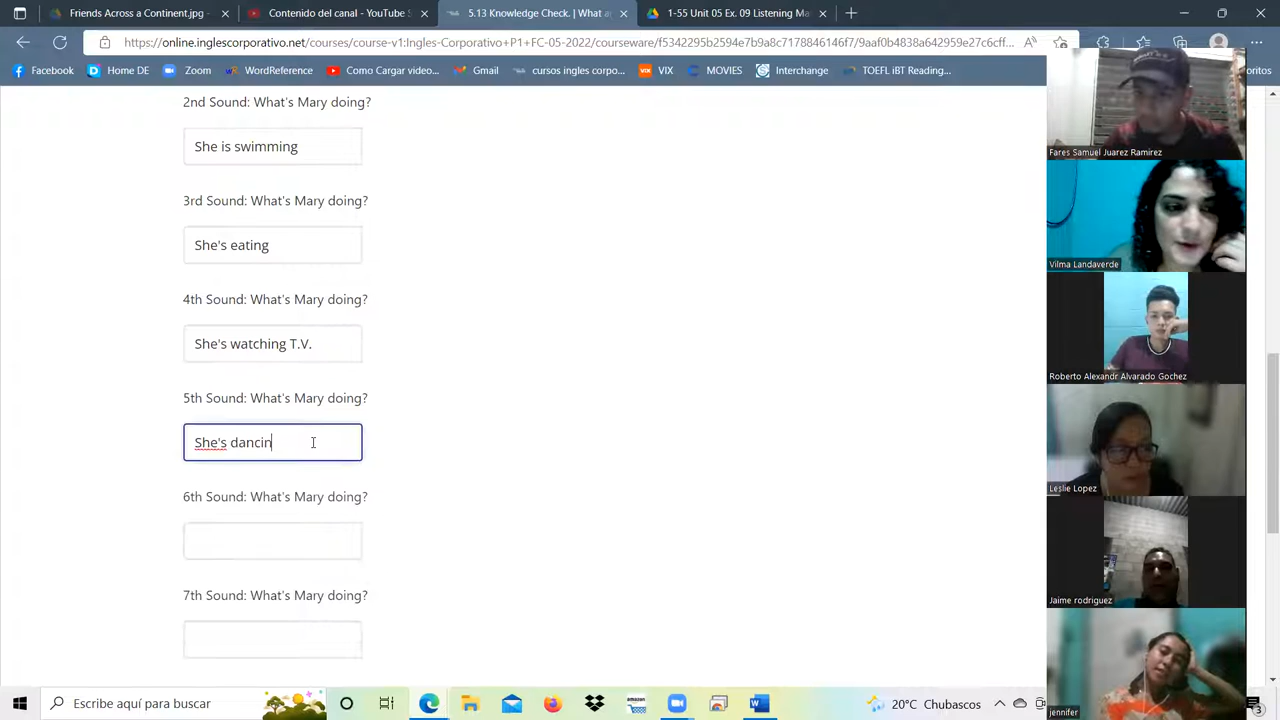 Friends Across a Continent.jpg -
Contenido del canal - YouTube S
5.13 Knowledge Check. | What a
1-55 Unit 05 Ex. 09 Listening Ma
https://online.inglescorporativo.net/courses/course-v1:Ingles-Corporativo+P1+FC-05-2022/courseware/f5342295b2594e7b9a8c7178846146f7/9aaf0b4838a642959e27c6cff...
Facebook
Home DE
Zoom
WordReference
Como Cargar video...
Gmail
cursos ingles corpo...
VIX
MOVIES
Interchange
TOEFL iBT Reading...
oritos
2nd Sound: What's Mary doing?
She is swimming
3rd Sound: What's Mary doing?
She's eating
4th Sound: What's Mary doing?
She's watching T.V.
5th Sound: What's Mary doing?
She's dancin
6th Sound: What's Mary doing?
7th Sound: What's Mary doing?
Fares Samuel Juarez Ramirez
Vilma Landaverde
Roberto Alexandr Alvarado Gochez
Leslie Lopez
Jaime rodriguez
jennifer
Escribe aquí para buscar
amazon
20°C Chubascos
3